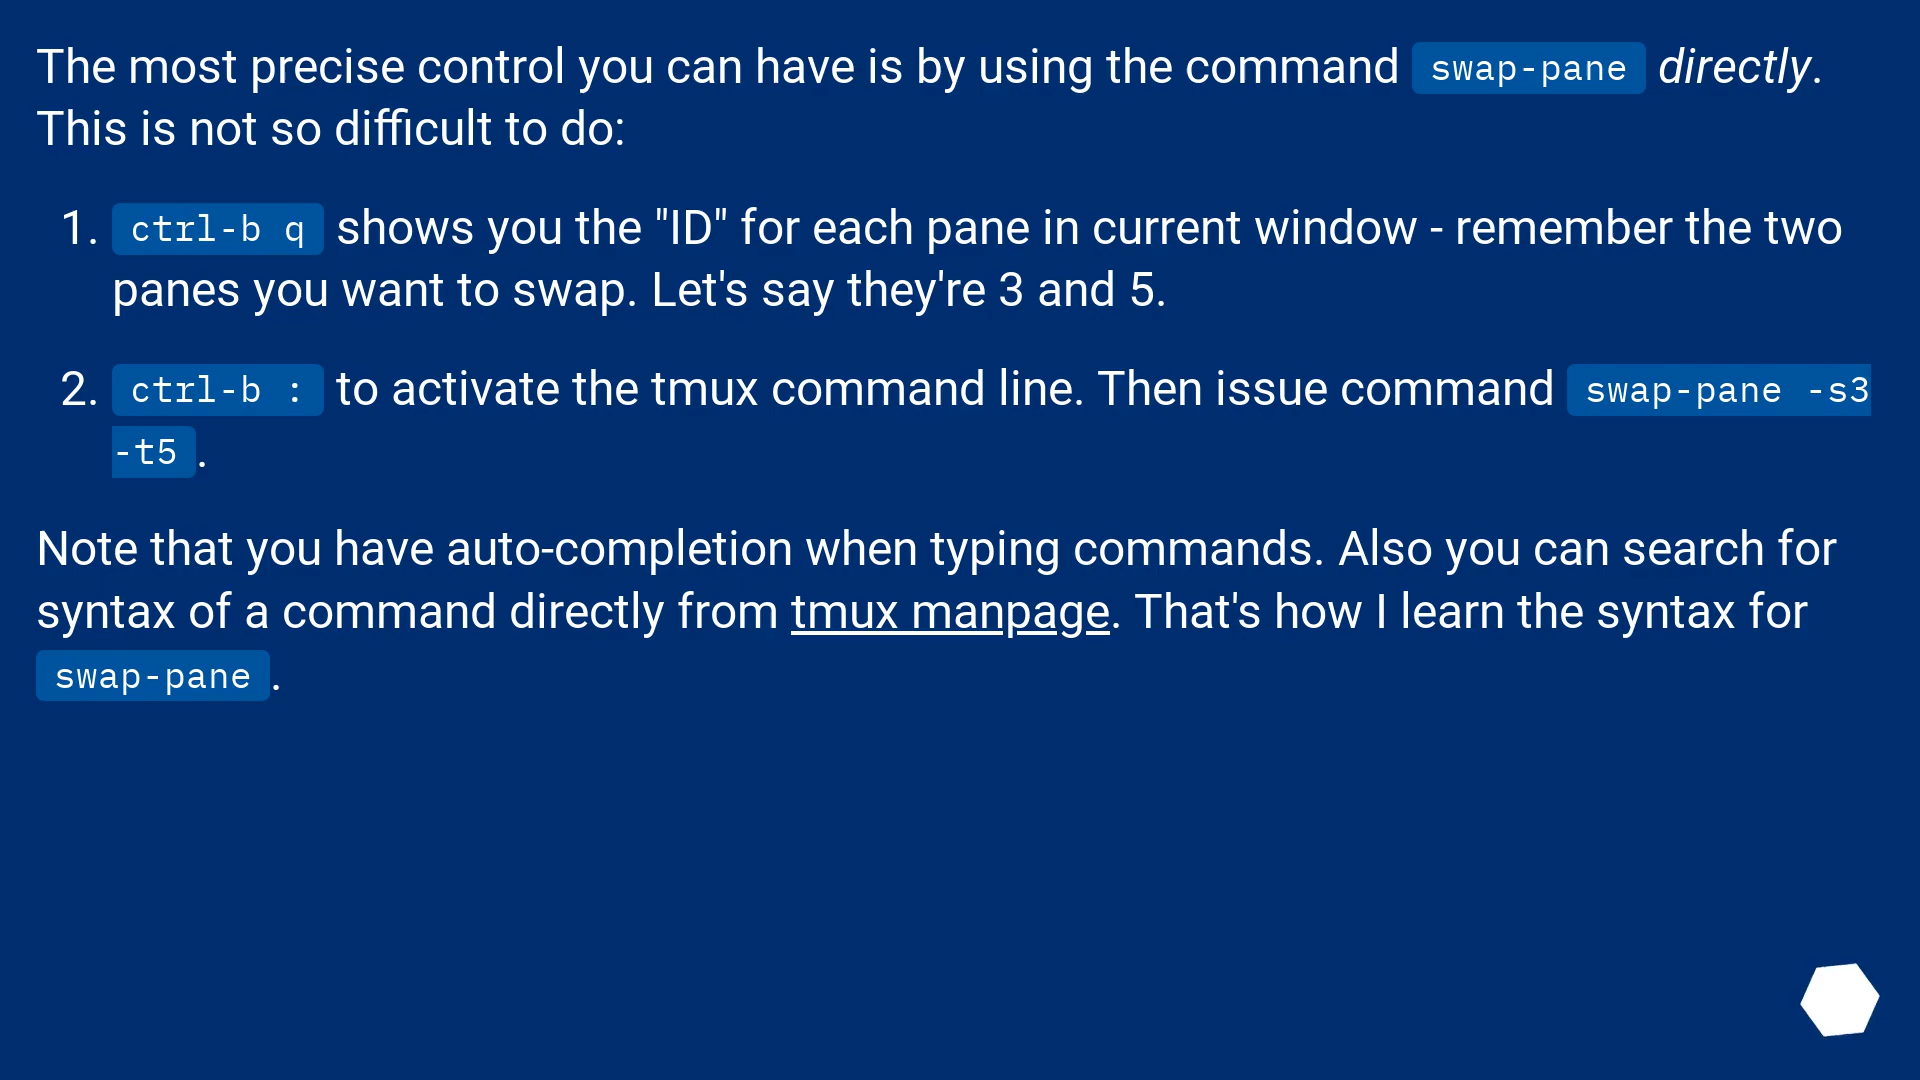 The most precise control you can have is by using the command swap-pane directly.
This is not so difficult to do:
1. ctrl-b q shows you the "ID" for each pane in current window - remember the two
panes you want to swap. Let's say they're 3 and 5.
2. ctrl-b : to activate the tmux command line. Then issue command swap-pane -s3
-t5 .
Note that you have auto-completion when typing commands. Also you can search for
syntax of a command directly from tmux manpage. That's how I learn the syntax for
swap-pane .